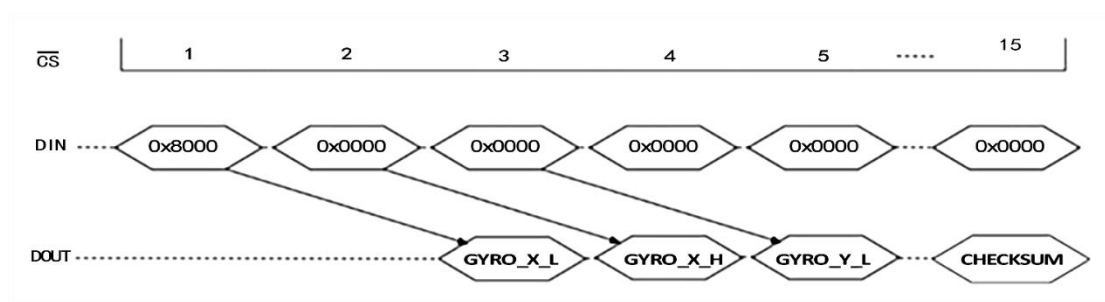 CS 1 2 3 4 5 ...... 15
DIN 0x8000 0x0000 0x0000 0x0000 0x0000 0x0000
DOUT GYRO_X_L GYRO_X_H GYRO_Y_L CHECKSUM